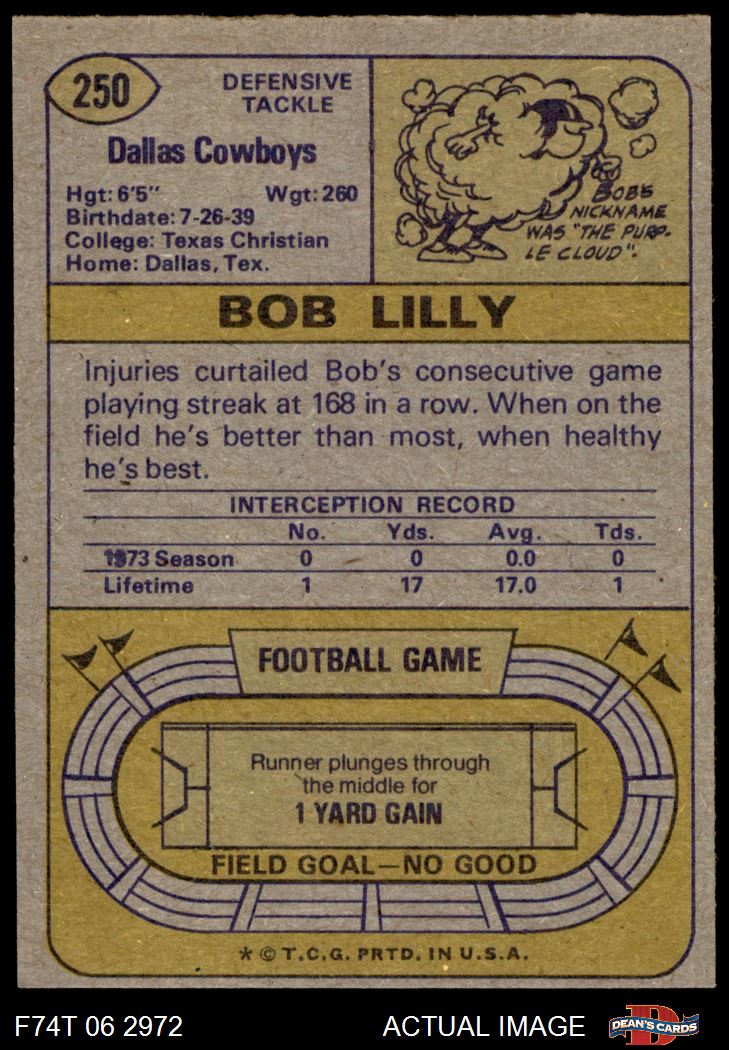 250
DEFENSIVE
TACKLE
Dallas Cowboys
Hgt: 6'5" Wgt: 260
Birthdate: 7-26-39
College: Texas Christian
Home: Dallas, Tex.
BOB'S
NICKNAME
WAS "THE PURP-
LE CLOUD".
BOB LILLY
Injuries curtailed Bob's consecutive game
playing streak at 168 in a row. When on the
field he's better than most, when healthy
he's best.
INTERCEPTION RECORD
No. Yds. Avg. Tds.
1973 Season 0 0 0.0 0
Lifetime 1 17 17.0 1
FOOTBALL GAME
Runner plunges through
the middle for
1 YARD GAIN
FIELD GOAL—NO GOOD
* © T.C.G. PRTD. IN U.S.A.
F74T 06 2972 ACTUAL IMAGE
D
DEAN'S CARDS